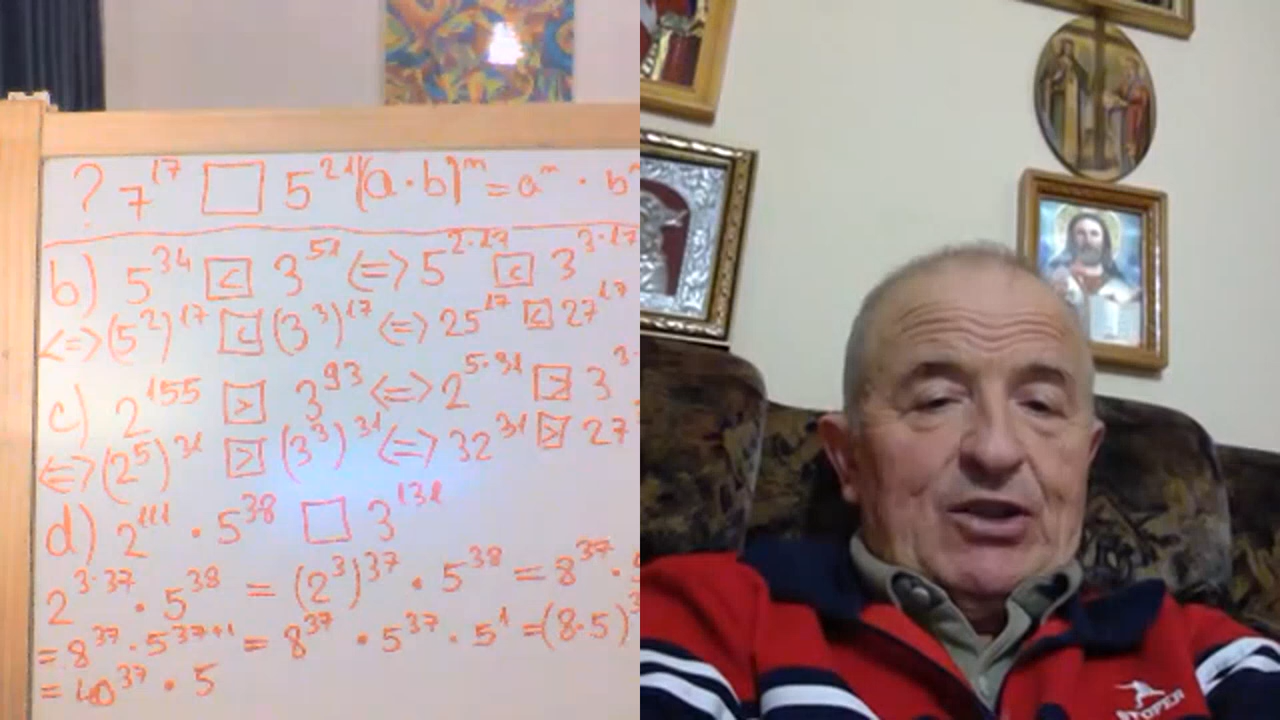 ? 7^17 □ 5^21 (a·b)^m = a^m · b^m
b) 5^34 < 3^51 <=> 5^2·17 < 3^3·17
<=> (5^2)^17 < (3^3)^17 <=> 25^17 < 27^17
c) 2^155 > 3^93 <=> 2^5·31 > 3^3·
<=> (2^5)^31 > (3^3)^31 <=> 32^31 > 27
d) 2^111 · 5^38 □ 3^131
2^3·37 · 5^38 = (2^3)^37 · 5^38 = 8^37 ·
= 8^37 · 5^37+1 = 8^37 · 5^37 · 5^1 = (8·5)^3
= 40^37 · 5